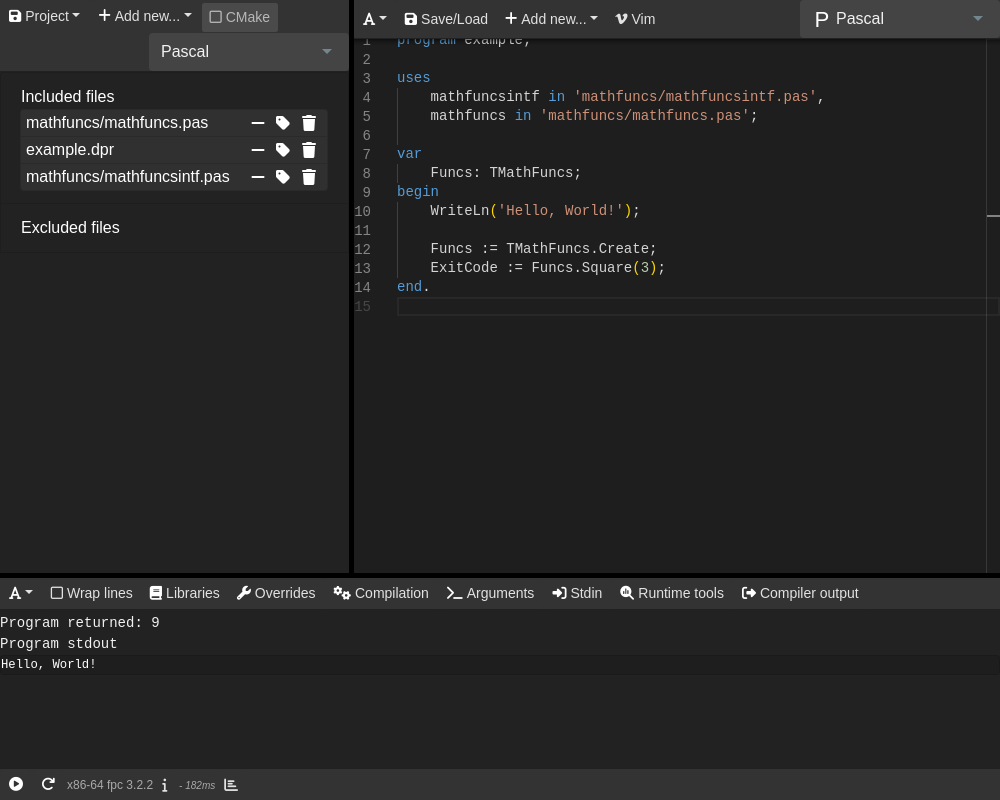 Project Add new... CMake
Pascal
Included files
mathfuncs/mathfuncs.pas
example.dpr
mathfuncs/mathfuncsintf.pas
Excluded files
A Save/Load Add new... Vim P Pascal
1 program example;
2
3 uses
4 mathfuncsintf in 'mathfuncs/mathfuncsintf.pas',
5 mathfuncs in 'mathfuncs/mathfuncs.pas';
6
7 var
8 Funcs: TMathFuncs;
9 begin
10 WriteLn('Hello, World!');
11
12 Funcs := TMathFuncs.Create;
13 ExitCode := Funcs.Square(3);
14 end.
15
A Wrap lines Libraries Overrides Compilation Arguments Stdin Runtime tools Compiler output
Program returned: 9
Program stdout
Hello, World!
x86-64 fpc 3.2.2 i - 182ms